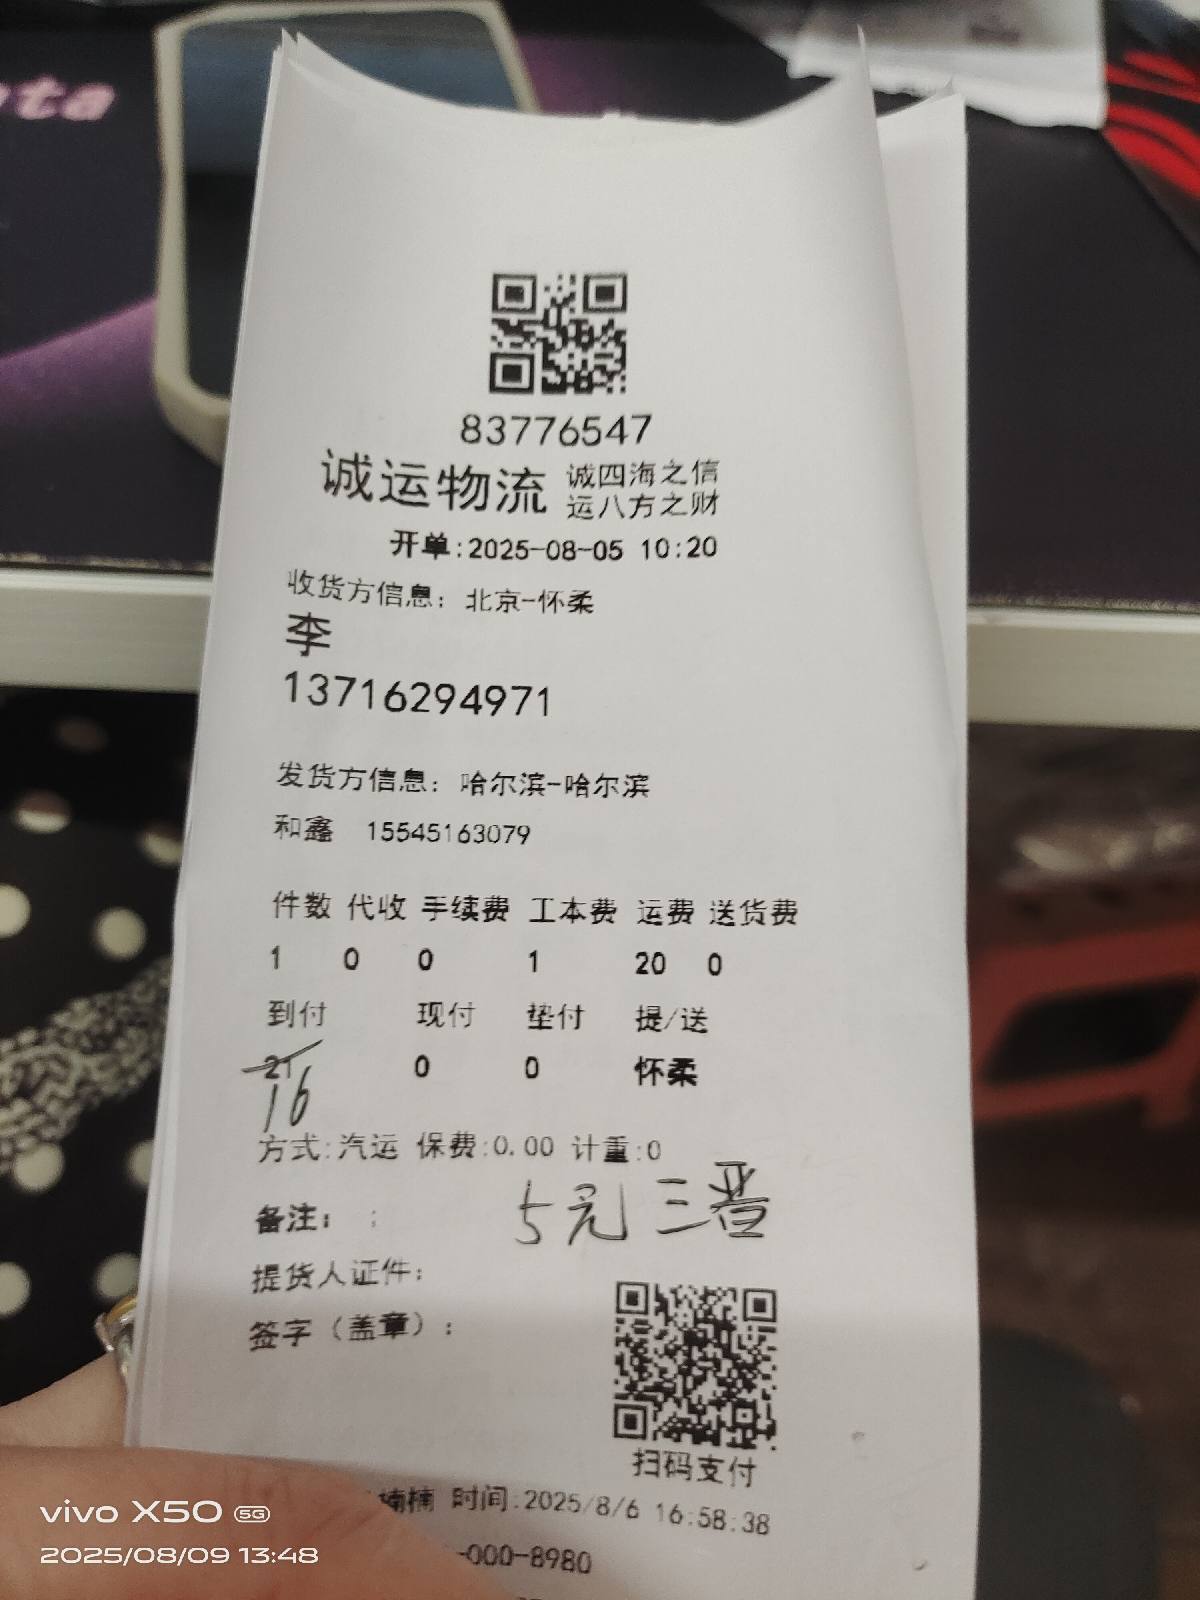 ata
83776547
诚运物流 诚四海之信
运八方之财
开单:2025-08-05 10:20
收货方信息: 北京-怀柔
李
13716294971
发货方信息: 哈尔滨-哈尔滨
和鑫 15545163079
件数 代收 手续费 工本费 运费 送货费
1 0 0 1 20 0
到付 现付 垫付 提/送
21 0 0 怀柔
16
方式:汽运 保费:0.00 计重:0
5元 三晋
备注: ;
提货人证件:
签字(盖章):
扫码支付
楠楠 时间:2025/8/6 16:58:38
-000-8980
vivo X50 5G
2025/08/09 13:48